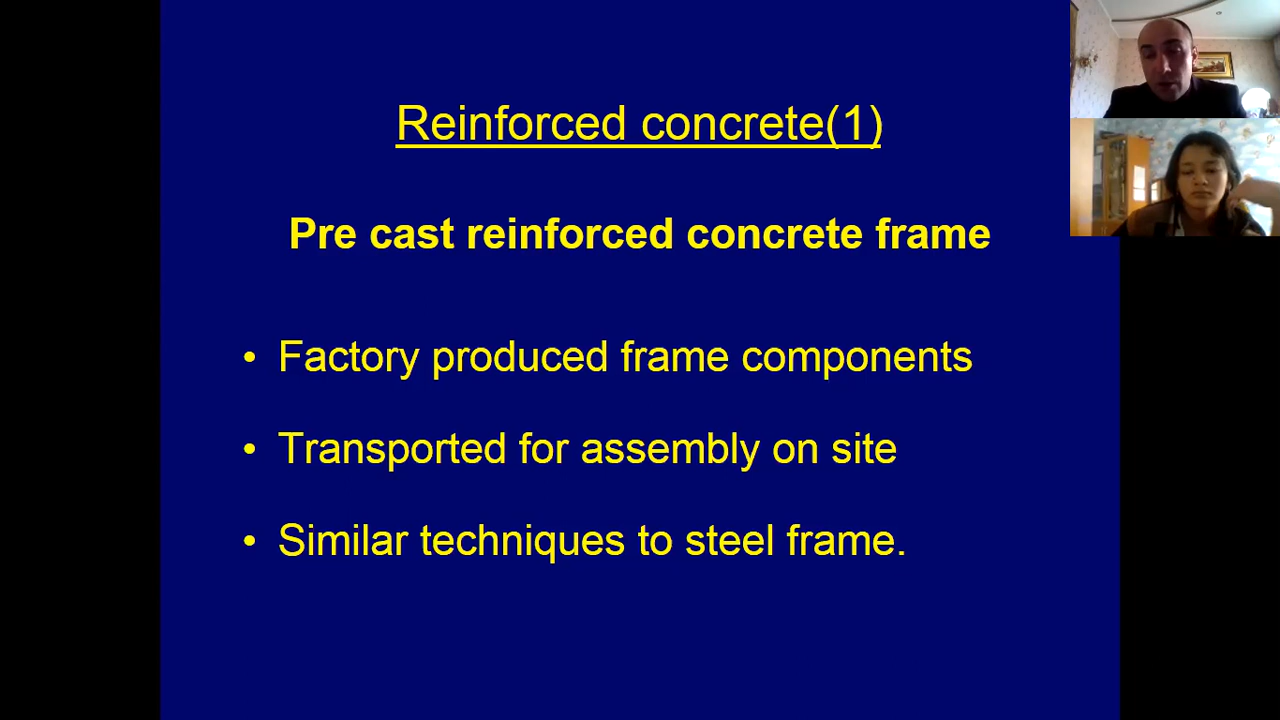 Reinforced concrete(1)
Pre cast reinforced concrete frame
• Factory produced frame components
• Transported for assembly on site
• Similar techniques to steel frame.